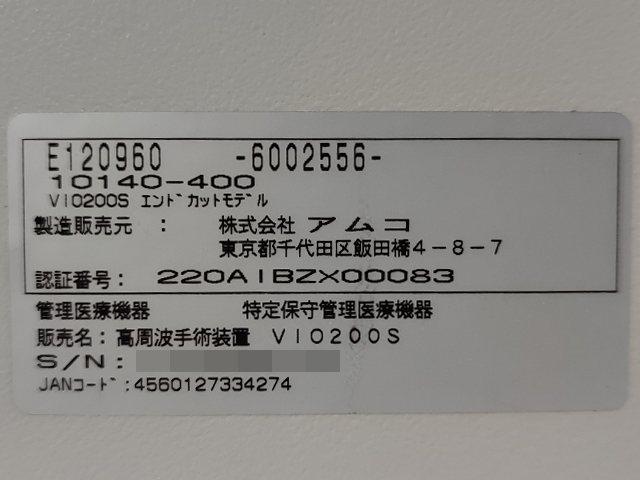 E120960 -6002556-
10140-400
VIO200S エンドカットモデル
製造販売元 : 株式会社 アムコ
東京都千代田区飯田橋4-8-7
認証番号: 220AIBZX00083
管理医療機器 特定保守管理医療機器
販売名: 高周波手術装置 VIO200S
S/N:
JANコード:4560127334274